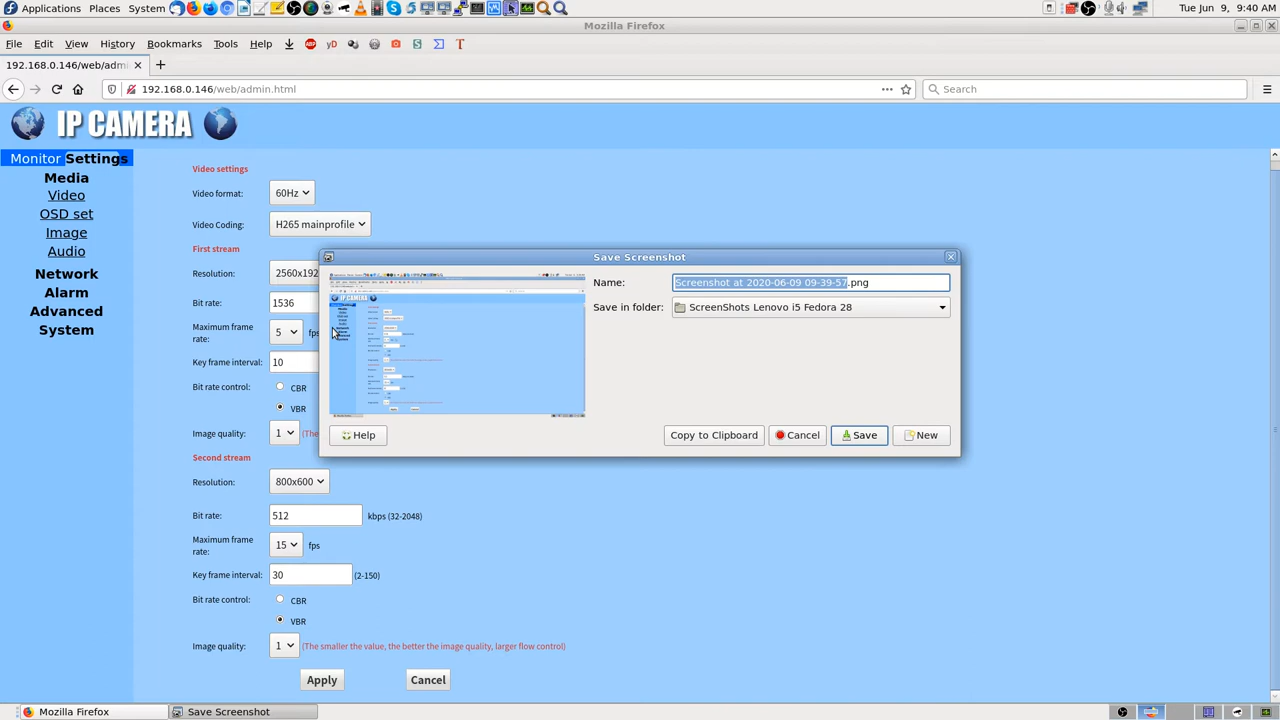 Applications Places System Tue Jun 9, 9:40 AM
Mozilla Firefox
File Edit View History Bookmarks Tools Help
192.168.0.146/web/adm
192.168.0.146/web/admin.html
Search
IP CAMERA
Monitor Settings
Media
Video
OSD set
Image
Audio
Network
Alarm
Advanced
System
Video settings
Video format: 60Hz
Video Coding: H265 mainprofile
First stream
Resolution: 2560x192
Bit rate: 1536
Maximum frame
rate: 5 fps
Key frame interval: 10
Bit rate control: CBR
VBR
Image quality: 1 (The
Second stream
Resolution: 800x600
Bit rate: 512 kbps (32-2048)
Maximum frame
rate: 15 fps
Key frame interval: 30 (2-150)
Bit rate control: CBR
VBR
Image quality: 1 (The smaller the value, the better the image quality, larger flow control)
Apply Cancel
Save Screenshot
IP CAMERA
Name: Screenshot at 2020-06-09 09-39-57.png
Save in folder: ScreenShots Lenovo i5 Fedora 28
Help Copy to Clipboard Cancel Save New
Mozilla Firefox Save Screenshot